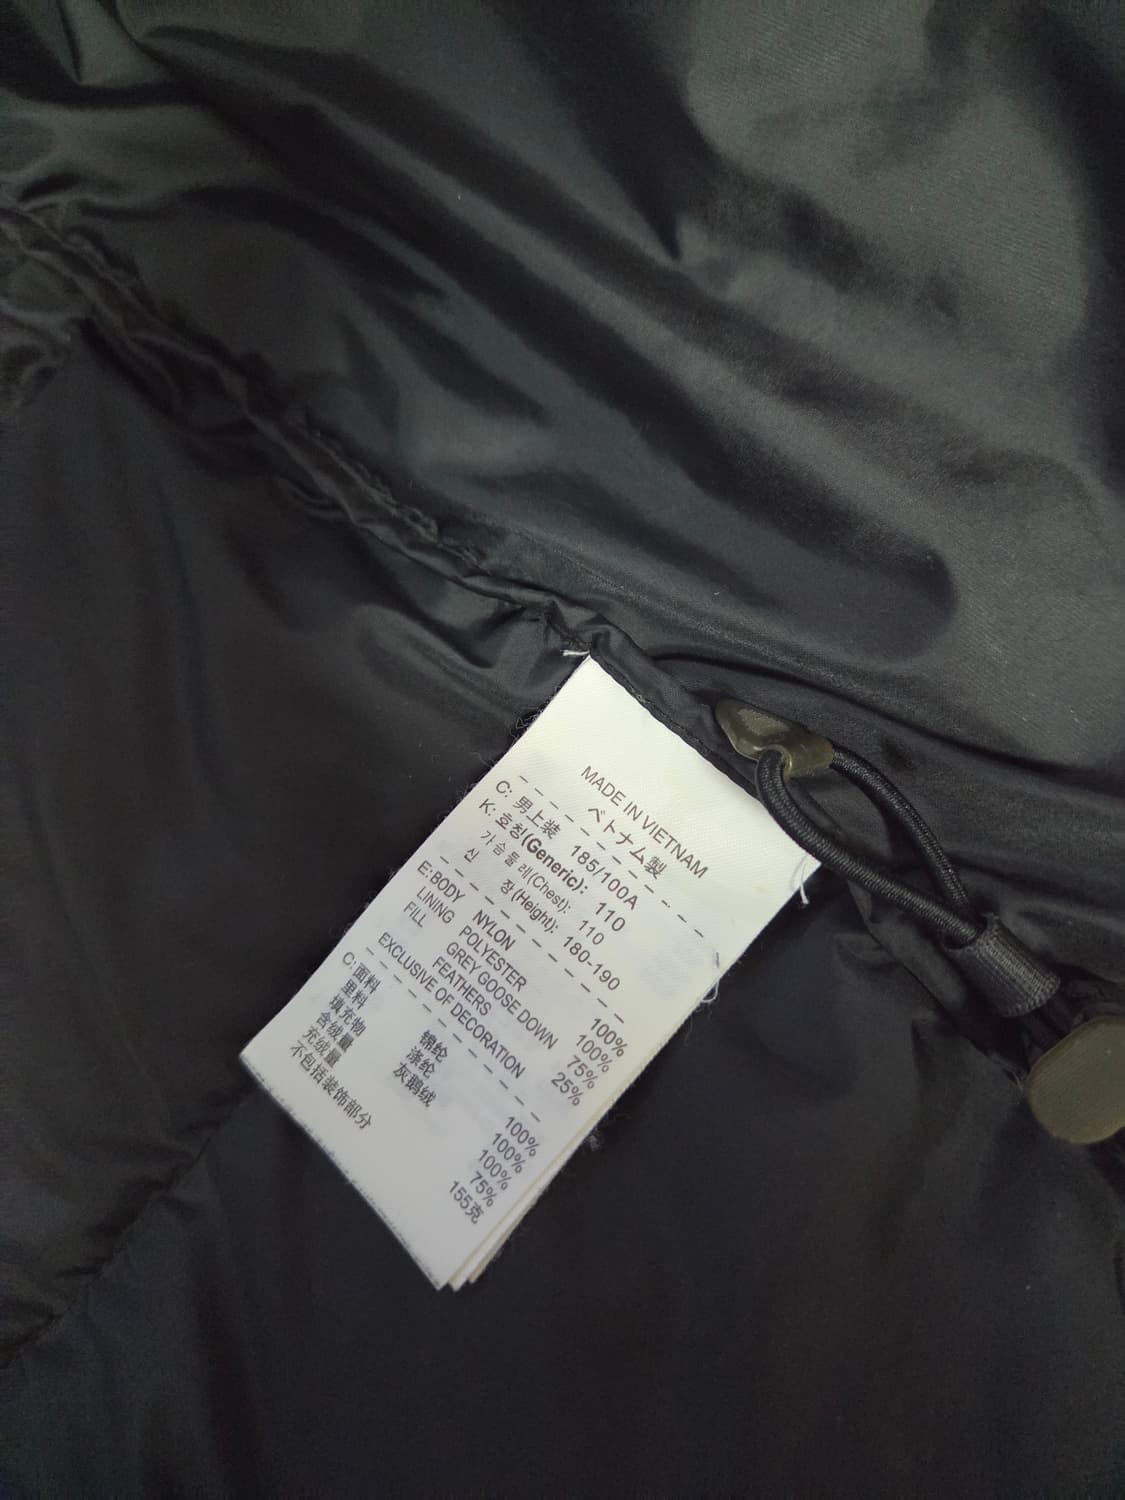 MADE IN VIETNAM
ベトナム製
C: 男上装 185/100A
K: 호칭(Generic): 110
가슴둘레(Chest): 110
신 장(Height): 180-190
E:BODY NYLON 100%
LINING POLYESTER 100%
FILL GREY GOOSE DOWN 75%
FEATHERS 25%
EXCLUSIVE OF DECORATION
C:面料 锦纶 100%
里料 涤纶 100%
填充物 灰鹅绒 100%
含绒量 75%
充绒量 155克
不包括装饰部分